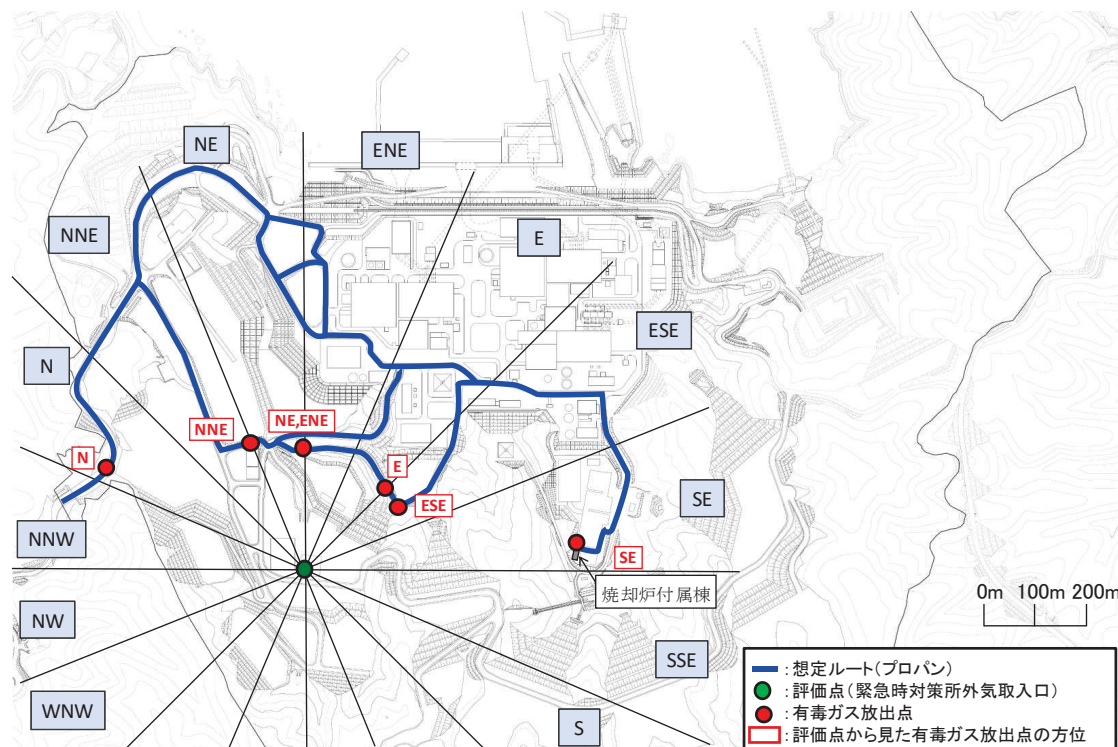 NE
ENE
NNE
E
ESE
N
NE,ENE
NNE
N
E
ESE
SE
NNW
SE
焼却炉付属棟
0m 100m 200m
NW
SSE
WNW
S
:想定ルート(プロパン)
:評価点(緊急時対策所外気取入口)
:有毒ガス放出点
:評価点から見た有毒ガス放出点の方位